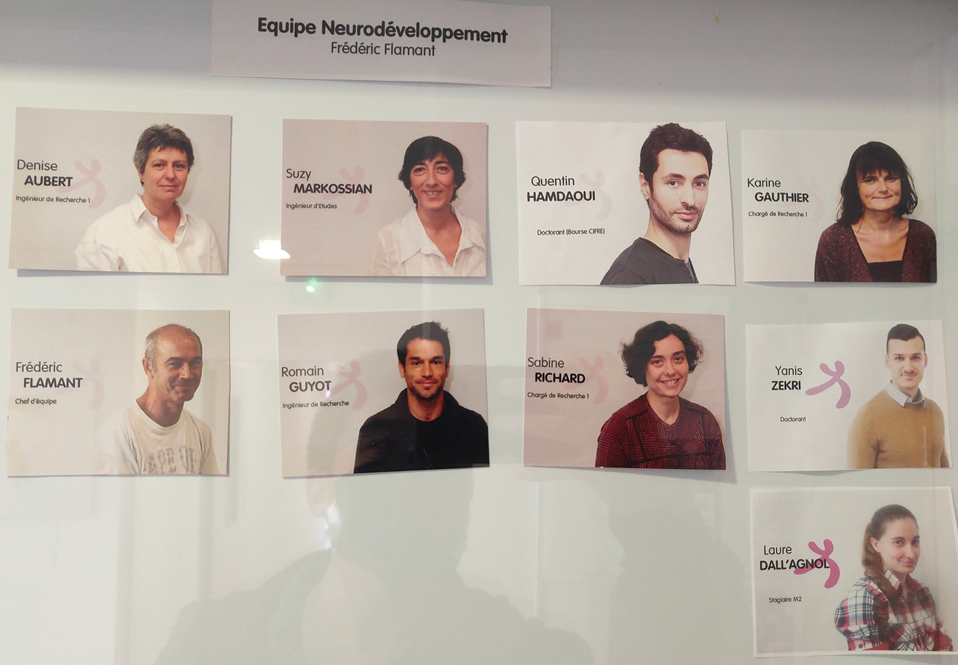 Equipe Neurodéveloppement
Frédéric Flamant
Denise
AUBERT
Ingénieur de Recherche 1
Suzy
MARKOSSIAN
Ingénieur d'Etudes
Quentin
HAMDAOUI
Doctorant (Bourse CIFRE)
Karine
GAUTHIER
Chargé de Recherche 1
Frédéric
FLAMANT
Chef d'équipe
Romain
GUYOT
Ingénieur de Recherche
Sabine
RICHARD
Chargé de Recherche 1
Yanis
ZEKRI
Doctorant
Laure
DALL'AGNOL
Stagiaire M2